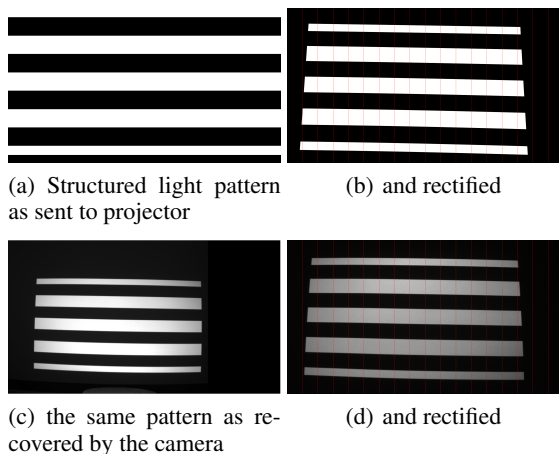 (a) Structured light pattern
as sent to projector
(b) and rectified
(c) the same pattern as re-
covered by the camera
(d) and rectified